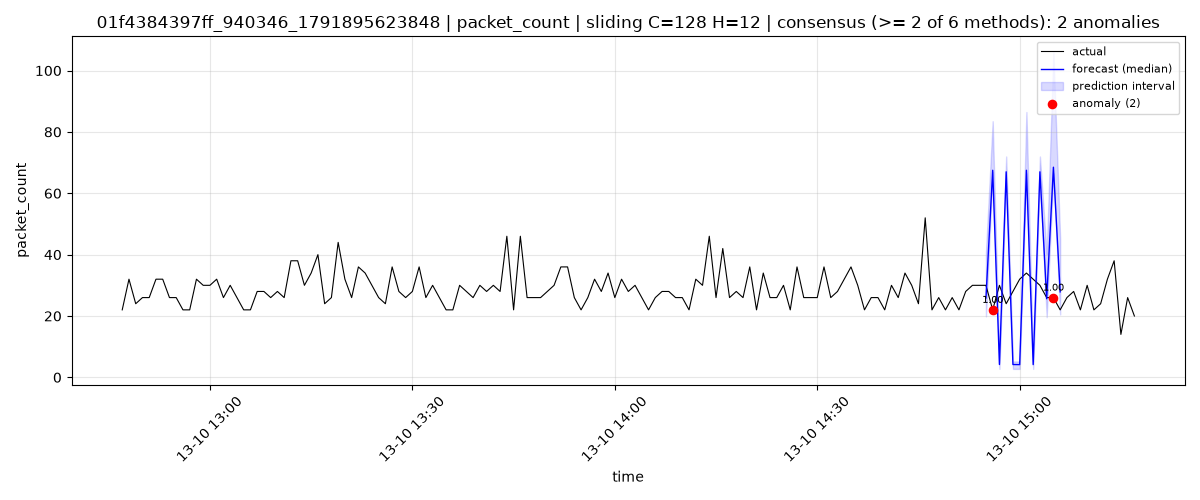 01f4384397ff_940346_1791895623848 | packet_count | sliding C=128 H=12 | consensus (>= 2 of 6 methods): 2 anomalies
actual
forecast (median)
prediction interval
anomaly (2)
packet_count
100
80
60
40
20
0
1.00
1.00
13-10 13:00
13-10 13:30
13-10 14:00
13-10 14:30
13-10 15:00
time